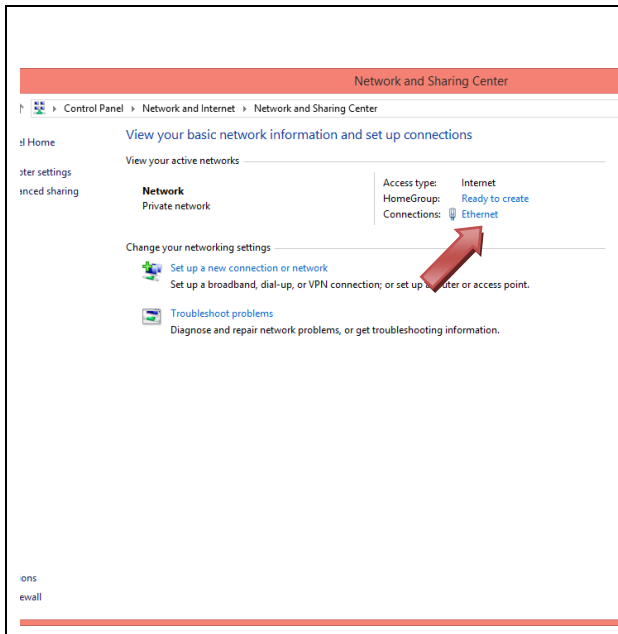 Network and Sharing Center
Control Panel Network and Internet Network and Sharing Center
el Home
View your basic network information and set up connections
View your active networks
oter settings
anced sharing
Network
Private network
Access type: Internet
HomeGroup: Ready to create
Connections: Ethernet
Change your networking settings
Set up a new connection or network
Set up a broadband, dial-up, or VPN connection; or set up a uter or access point.
Troubleshoot problems
Diagnose and repair network problems, or get troubleshooting information.
ions
ewall